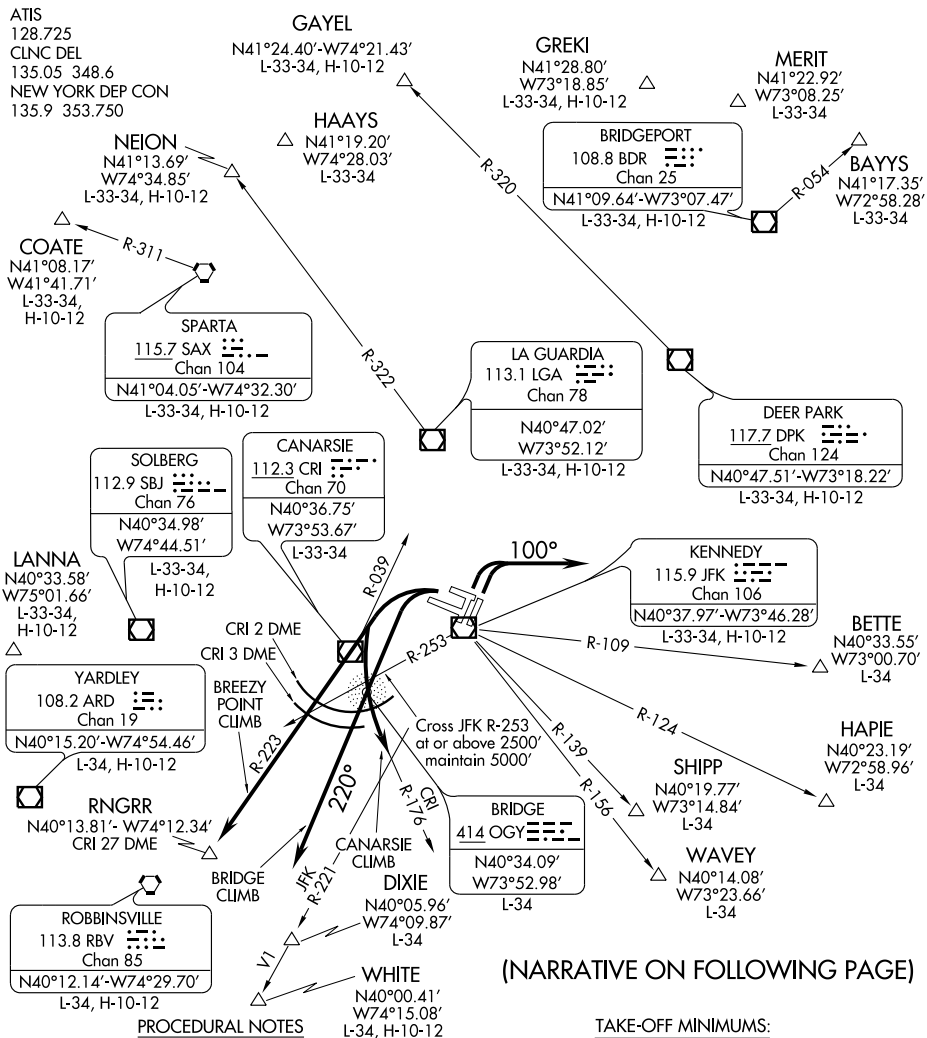 ATIS
128.725
CLNC DEL
135.05 348.6
NEW YORK DEP CON
135.9 353.750
GAYEL
N41°24.40'-W74°21.43'
L-33-34, H-10-12
GREKI
N41°28.80'
W73°18.85'
L-33-34, H-10-12
MERIT
N41°22.92'
W73°08.25'
L-33-34
NEION
N41°13.69'
W74°34.85'
L-33-34, H-10-12
HAAYS
N41°19.20'
W74°28.03'
L-33-34
BRIDGEPORT
108.8 BDR
Chan 25
N41°09.64'-W73°07.47'
L-33-34, H-10-12
R-054
BAYYS
N41°17.35'
W72°58.28'
L-33-34
R-320
COATE
N41°08.17'
W41°41.71'
L-33-34,
H-10-12
R-311
SPARTA
115.7 SAX
Chan 104
N41°04.05'-W74°32.30'
L-33-34, H-10-12
R-322
LA GUARDIA
113.1 LGA
Chan 78
N40°47.02'
W73°52.12'
L-33-34, H-10-12
DEER PARK
117.7 DPK
Chan 124
N40°47.51'-W73°18.22'
L-33-34, H-10-12
SOLBERG
112.9 SBJ
Chan 76
N40°34.98'
W74°44.51'
L-33-34,
H-10-12
CANARSIE
112.3 CRI
Chan 70
N40°36.75'
W73°53.67'
L-33-34
LANNA
N40°33.58'
W75°01.66'
L-33-34,
H-10-12
R-039
100°
KENNEDY
115.9 JFK
Chan 106
N40°37.97'-W73°46.28'
L-33-34, H-10-12
CRI 2 DME
CRI 3 DME
R-253
R-109
BETTE
N40°33.55'
W73°00.70'
L-34
YARDLEY
108.2 ARD
Chan 19
N40°15.20'-W74°54.46'
L-34, H-10-12
BREEZY
POINT
CLIMB
R-223
Cross JFK R-253
at or above 2500'
maintain 5000'
R-124
R-139
R-156
HAPIE
N40°23.19'
W72°58.96'
L-34
SHIPP
N40°19.77'
W73°14.84'
L-34
RNGRR
N40°13.81'- W74°12.34'
CRI 27 DME
220°
CRI
R-176
BRIDGE
414 OGY
N40°34.09'
W73°52.98'
L-34
WAVEY
N40°14.08'
W73°23.66'
L-34
BRIDGE
CLIMB
CANARSIE
CLIMB
JFK
R-221
DIXIE
N40°05.96'
W74°09.87'
L-34
ROBBINSVILLE
113.8 RBV
Chan 85
N40°12.14'-W74°29.70'
L-34, H-10-12
V1
WHITE
N40°00.41'
W74°15.08'
L-34, H-10-12
(NARRATIVE ON FOLLOWING PAGE)
PROCEDURAL NOTES
TAKE-OFF MINIMUMS: